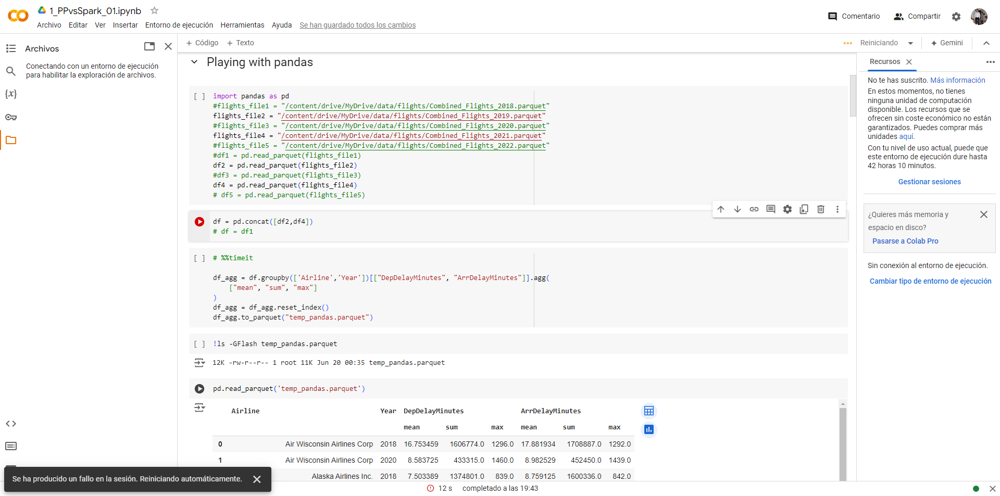 1_PPvsSpark_01.ipynb
Archivo Editar Ver Insertar Entorno de ejecución Herramientas Ayuda Se han guardado todos los cambios
Comentario Compartir
Archivos
Conectando con un entorno de ejecución
para habilitar la exploración de archivos.
+ Código + Texto
Reiniciando Gemini
Playing with pandas
[ ] import pandas as pd
#flights_file1 = "/content/drive/MyDrive/data/flights/Combined_Flights_2018.parquet"
flights_file2 = "/content/drive/MyDrive/data/flights/Combined_Flights_2019.parquet"
#flights_file3 = "/content/drive/MyDrive/data/flights/Combined_Flights_2020.parquet"
flights_file4 = "/content/drive/MyDrive/data/flights/Combined_Flights_2021.parquet"
#flights_file5 = "/content/drive/MyDrive/data/flights/Combined_Flights_2022.parquet"
#df1 = pd.read_parquet(flights_file1)
df2 = pd.read_parquet(flights_file2)
#df3 = pd.read_parquet(flights_file3)
df4 = pd.read_parquet(flights_file4)
# df5 = pd.read_parquet(flights_file5)
df = pd.concat([df2,df4])
# df = df1
[ ] # %%timeit
df_agg = df.groupby(['Airline','Year'])[["DepDelayMinutes", "ArrDelayMinutes"]].agg(
["mean", "sum", "max"]
)
df_agg = df_agg.reset_index()
df_agg.to_parquet("temp_pandas.parquet")
[ ] !ls -GFlash temp_pandas.parquet
12K -rw-r--r-- 1 root 11K Jun 20 00:35 temp_pandas.parquet
pd.read_parquet('temp_pandas.parquet')
Airline Year DepDelayMinutes ArrDelayMinutes
mean sum max mean sum max
0 Air Wisconsin Airlines Corp 2018 16.753459 1606774.0 1296.0 17.881934 1708887.0 1292.0
1 Air Wisconsin Airlines Corp 2020 8.583725 433315.0 1460.0 8.982529 452450.0 1439.0
Alaska Airlines Inc. 2018 7.503389 1374801.0 839.0 8.759125 1600336.0 842.0
Recursos
No te has suscrito. Más información
En estos momentos, no tienes
ninguna unidad de computación
disponible. Los recursos que se
ofrecen sin coste económico no están
garantizados. Puedes comprar más
unidades aquí.
Con tu nivel de uso actual, puede que
este entorno de ejecución dure hasta
42 horas 10 minutos.
Gestionar sesiones
¿Quieres más memoria y
espacio en disco?
Pasarse a Colab Pro
Sin conexión al entorno de ejecución.
Cambiar tipo de entorno de ejecución
Se ha producido un fallo en la sesión. Reiniciando automáticamente.
12 s completado a las 19:43